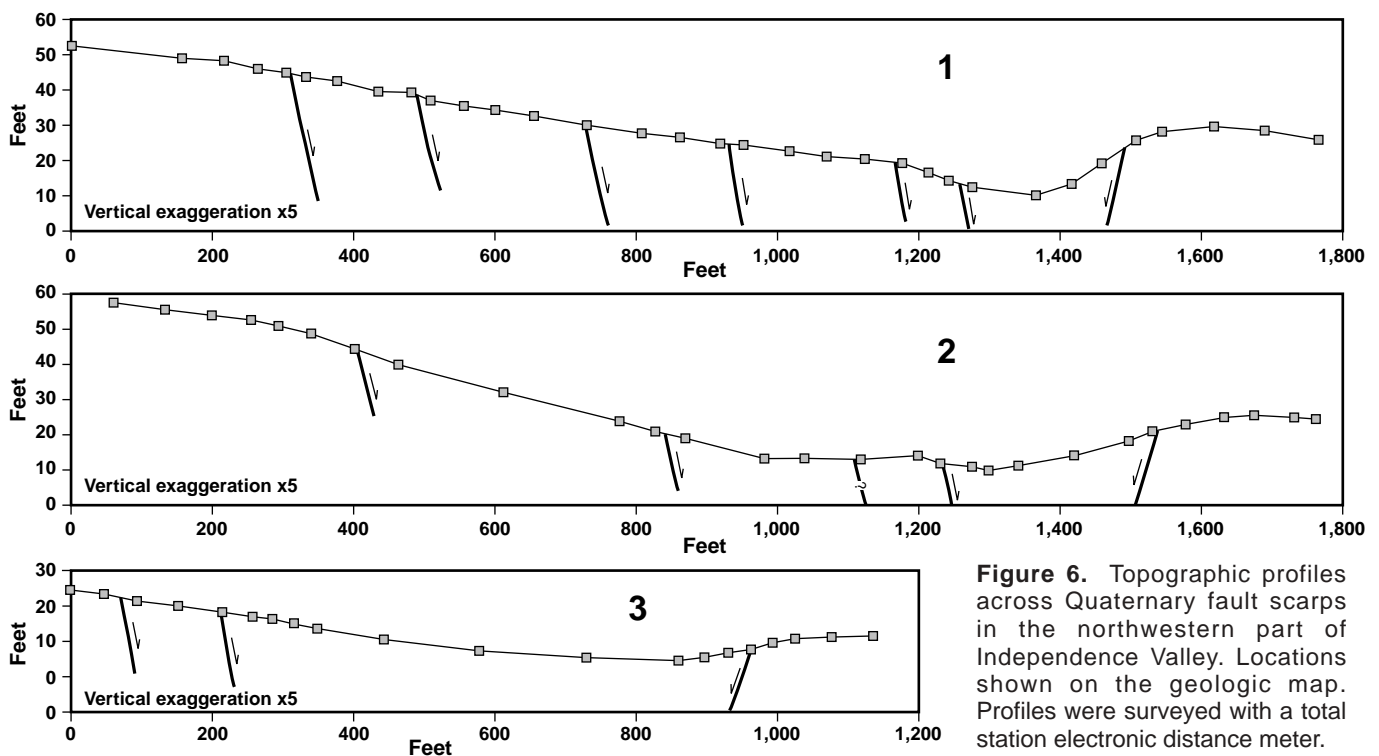 60
50
40
30
20
10
0
Feet
1
Vertical exaggeration x5
0 200 400 600 800 1,000 1,200 1,400 1,600 1,800
Feet
60
50
40
30
20
10
0
Feet
2
?
Vertical exaggeration x5
0 200 400 600 800 1,000 1,200 1,400 1,600 1,800
Feet
30
20
10
0
0
Feet
3
Vertical exaggeration x5
0 200 400 600 800 1,000 1,200
Feet
Figure 6. Topographic profiles
across Quaternary fault scarps
in the northwestern part of
Independence Valley. Locations
shown on the geologic map.
Profiles were surveyed with a total
station electronic distance meter.